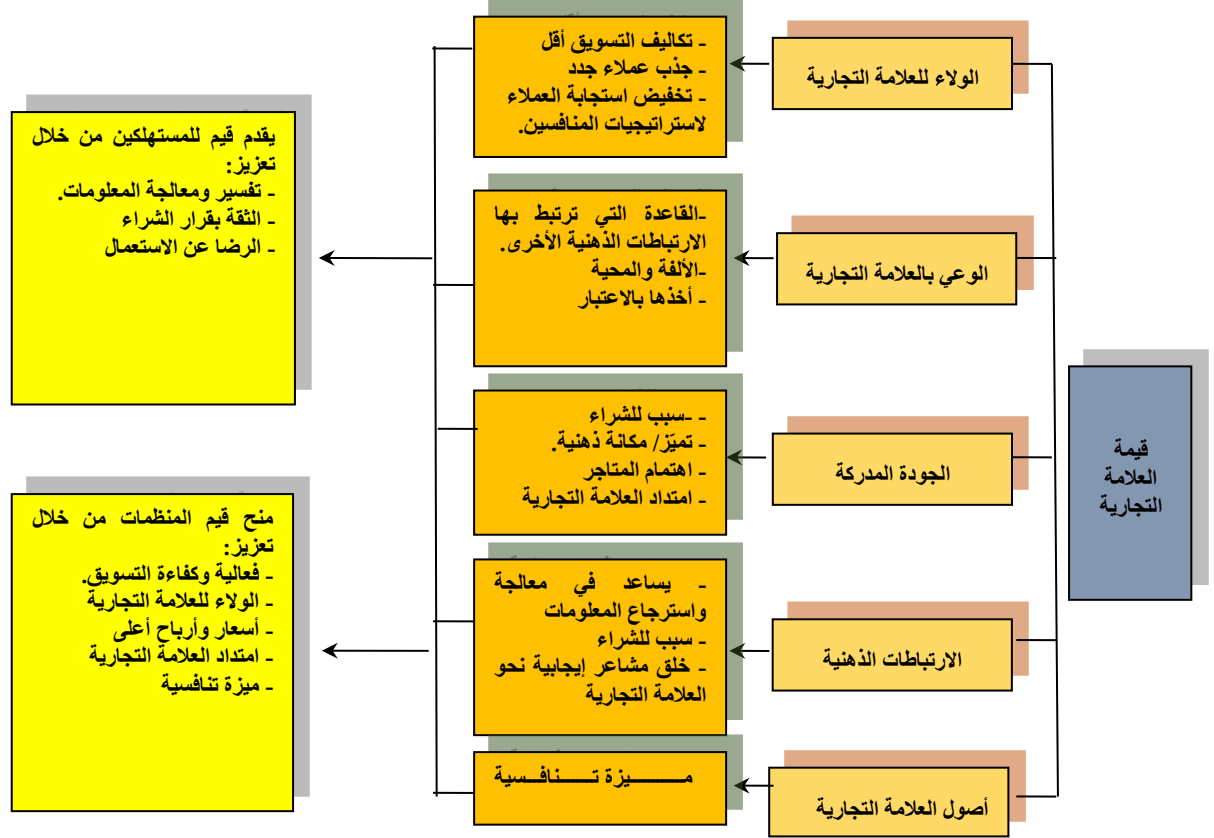 قيمة
العلامة
التجارية
الولاء للعلامة التجارية
- تكاليف التسويق أقل
- جذب عملاء جدد
- تخفيض استجابة العملاء
لاستراتيجيات المنافسين.
الوعي بالعلامة التجارية
-القاعدة التي ترتبط بها
الارتباطات الذهنية الأخرى.
-الألفة والمحية
- أخذها بالاعتبار
الجودة المدركة
- -سبب للشراء
- تميّز/ مكانة ذهنية.
- اهتمام المتاجر
- امتداد العلامة التجارية
الارتباطات الذهنية
- يساعد في معالجة
واسترجاع المعلومات
- سبب للشراء
- خلق مشاعر إيجابية نحو
العلامة التجارية
أصول العلامة التجارية
مـــــــــيزة تــــــنافــسية
يقدم قيم للمستهلكين من خلال
تعزيز:
- تفسير ومعالجة المعلومات.
- الثقة بقرار الشراء
- الرضا عن الاستعمال
منح قيم المنظمات من خلال
تعزيز:
- فعالية وكفاءة التسويق.
- الولاء للعلامة التجارية
- أسعار وأرباح أعلى
- امتداد العلامة التجارية
- ميزة تنافسية